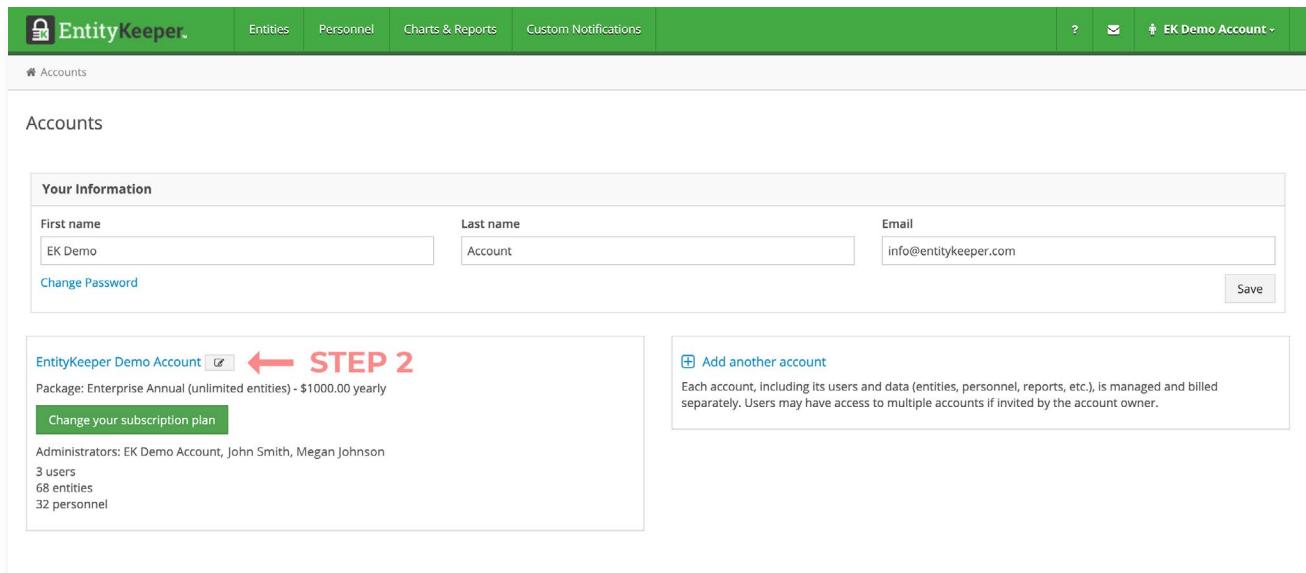 EntityKeeper.
Entities
Personnel
Charts & Reports
Custom Notifications
?
EK Demo Account
Accounts
Accounts
Your Information
First name
Last name
Email
EK Demo
Account
info@entitykeeper.com
Change Password
Save
EntityKeeper Demo Account
STEP 2
Package: Enterprise Annual (unlimited entities) - $1000.00 yearly
Change your subscription plan
Administrators: EK Demo Account, John Smith, Megan Johnson
3 users
68 entities
32 personnel
Add another account
Each account, including its users and data (entities, personnel, reports, etc.), is managed and billed
separately. Users may have access to multiple accounts if invited by the account owner.